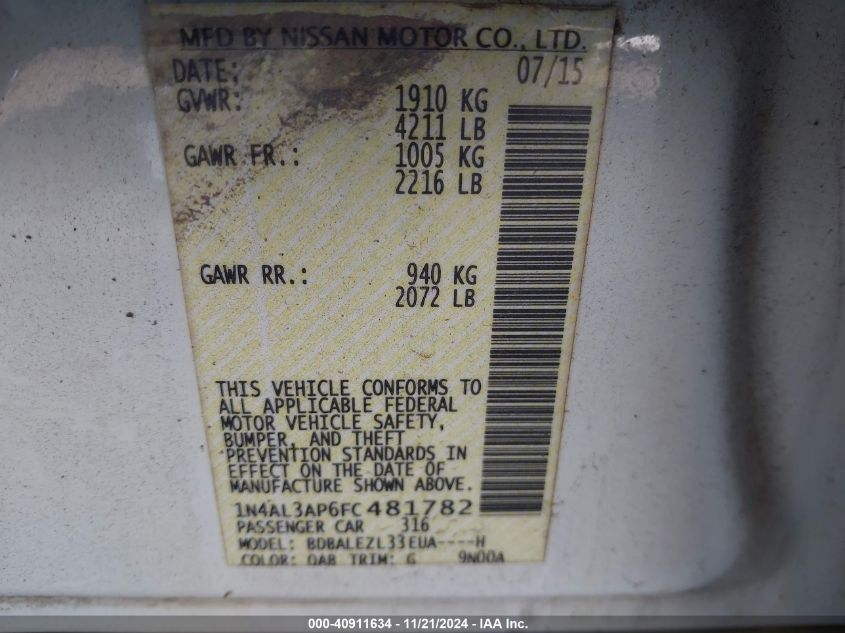 MFD BY NISSAN MOTOR CO., LTD.
DATE: 07/15
GVWR: 1910 KG
4211 LB
GAWR FR.: 1005 KG
2216 LB
GAWR RR.: 940 KG
2072 LB
THIS VEHICLE CONFORMS TO
ALL APPLICABLE FEDERAL
MOTOR VEHICLE SAFETY,
BUMPER, AND THEFT
PREVENTION STANDARDS IN
EFFECT ON THE DATE OF
MANUFACTURE SHOWN ABOVE.
1N4AL3AP6FC481782
PASSENGER CAR 316
MODEL: BDBALEZL33EUA----H
COLOR: QAB TRIM: G 9N00A
000-40911634 - 11/21/2024 - IAA Inc.